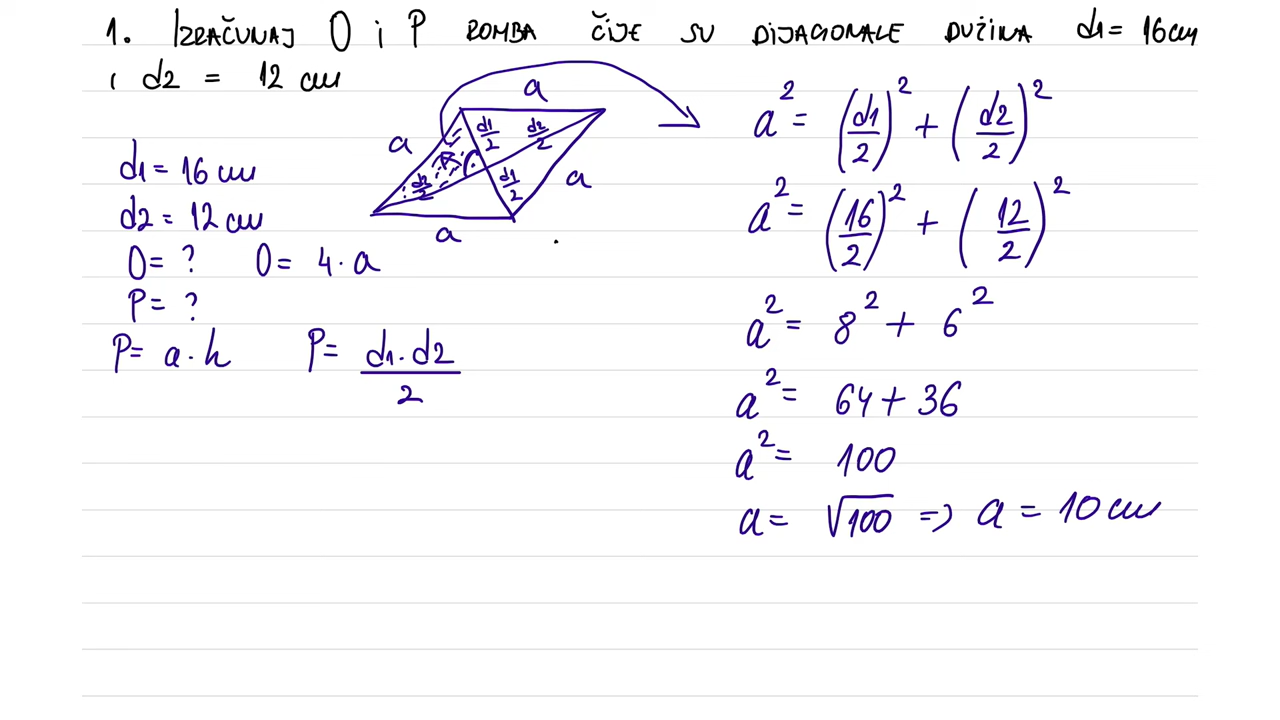 1. IZRAČUNAJ O i P ROMBA ČIJE SU DIJAGONALE DUŽINA d1 = 16cm
i d2 = 12 cm
a
a
d1/2
d2/2
d2/2
d1/2
a
a
d1 = 16 cm
d2 = 12 cm
O = ? O = 4 · a
P = ?
P = a · h P = d1 · d2 / 2
a² = (d1/2)² + (d2/2)²
a² = (16/2)² + (12/2)²
a² = 8² + 6²
a² = 64 + 36
a² = 100
a = √100 => a = 10 cm